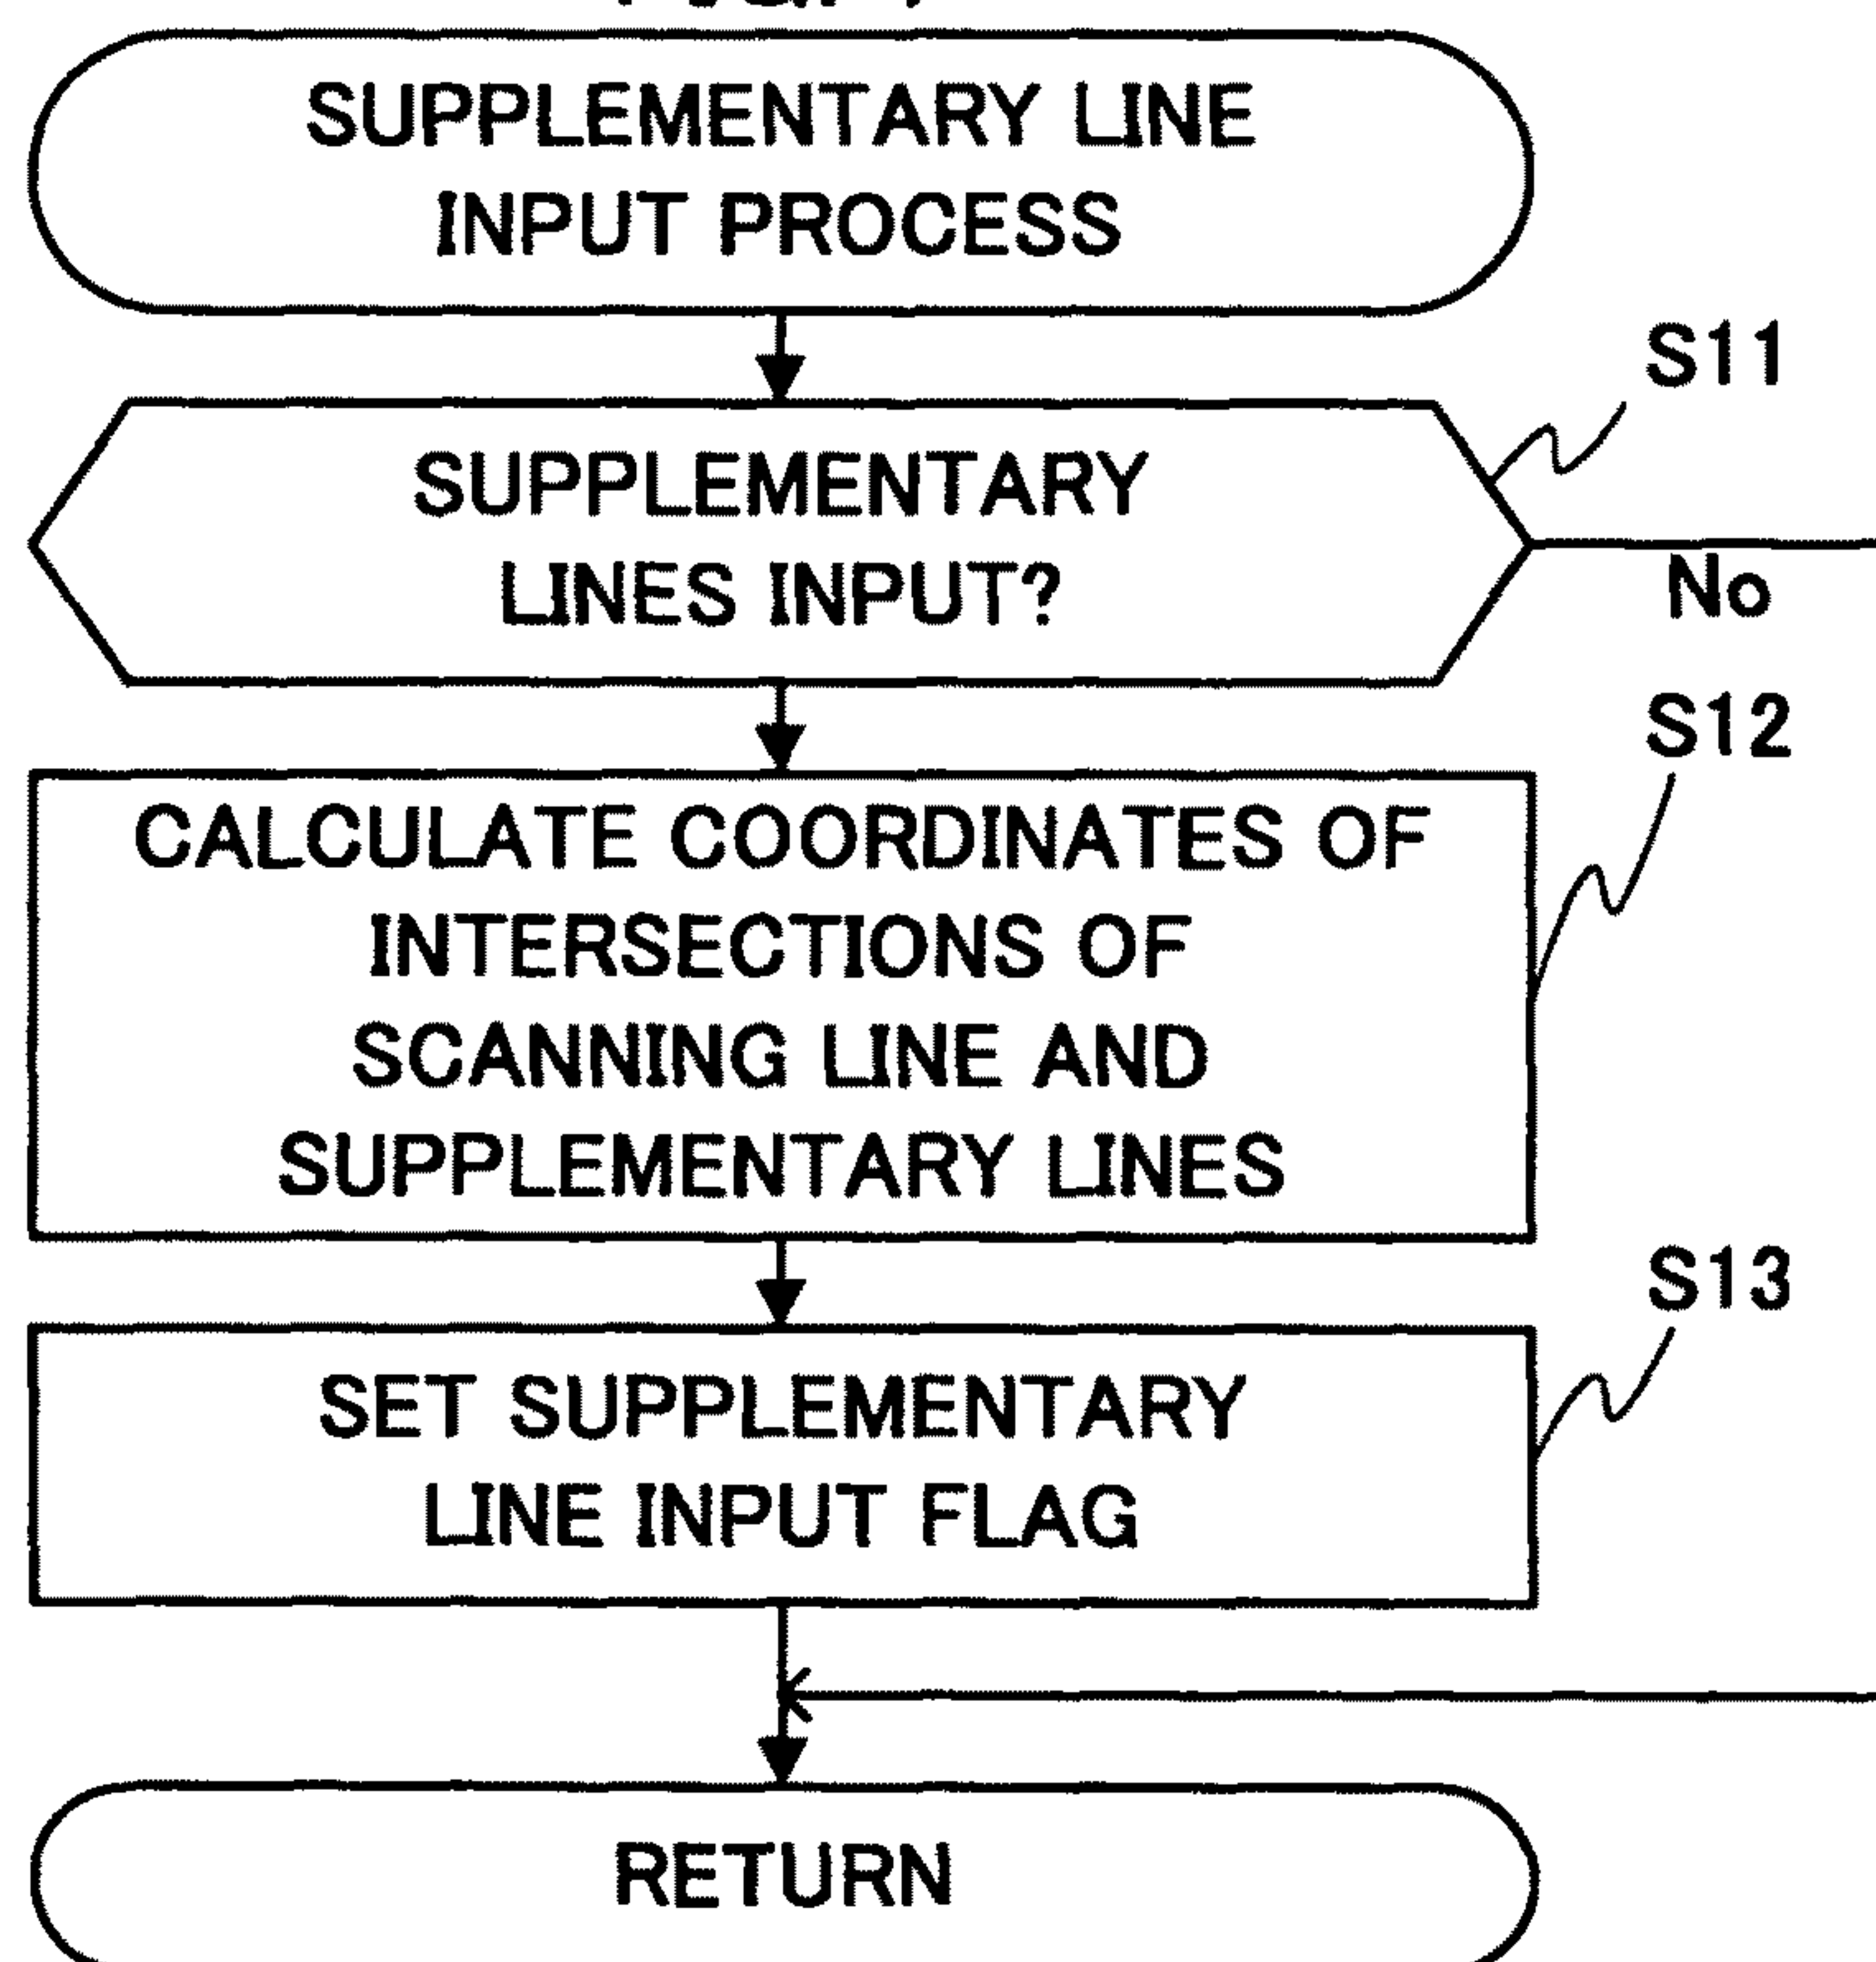 SUPPLEMENTARY LINE
INPUT PROCESS
S11
SUPPLEMENTARY
LINES INPUT?
No
S12
CALCULATE COORDINATES OF
INTERSECTIONS OF
SCANNING LINE AND
SUPPLEMENTARY LINES
S13
SET SUPPLEMENTARY
LINE INPUT FLAG
RETURN